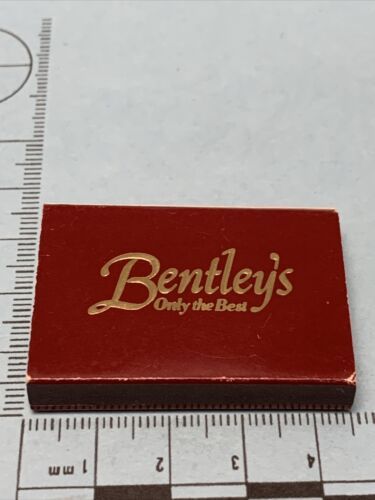 Bentley's
Only the Best
1 mm 1 2 3 4